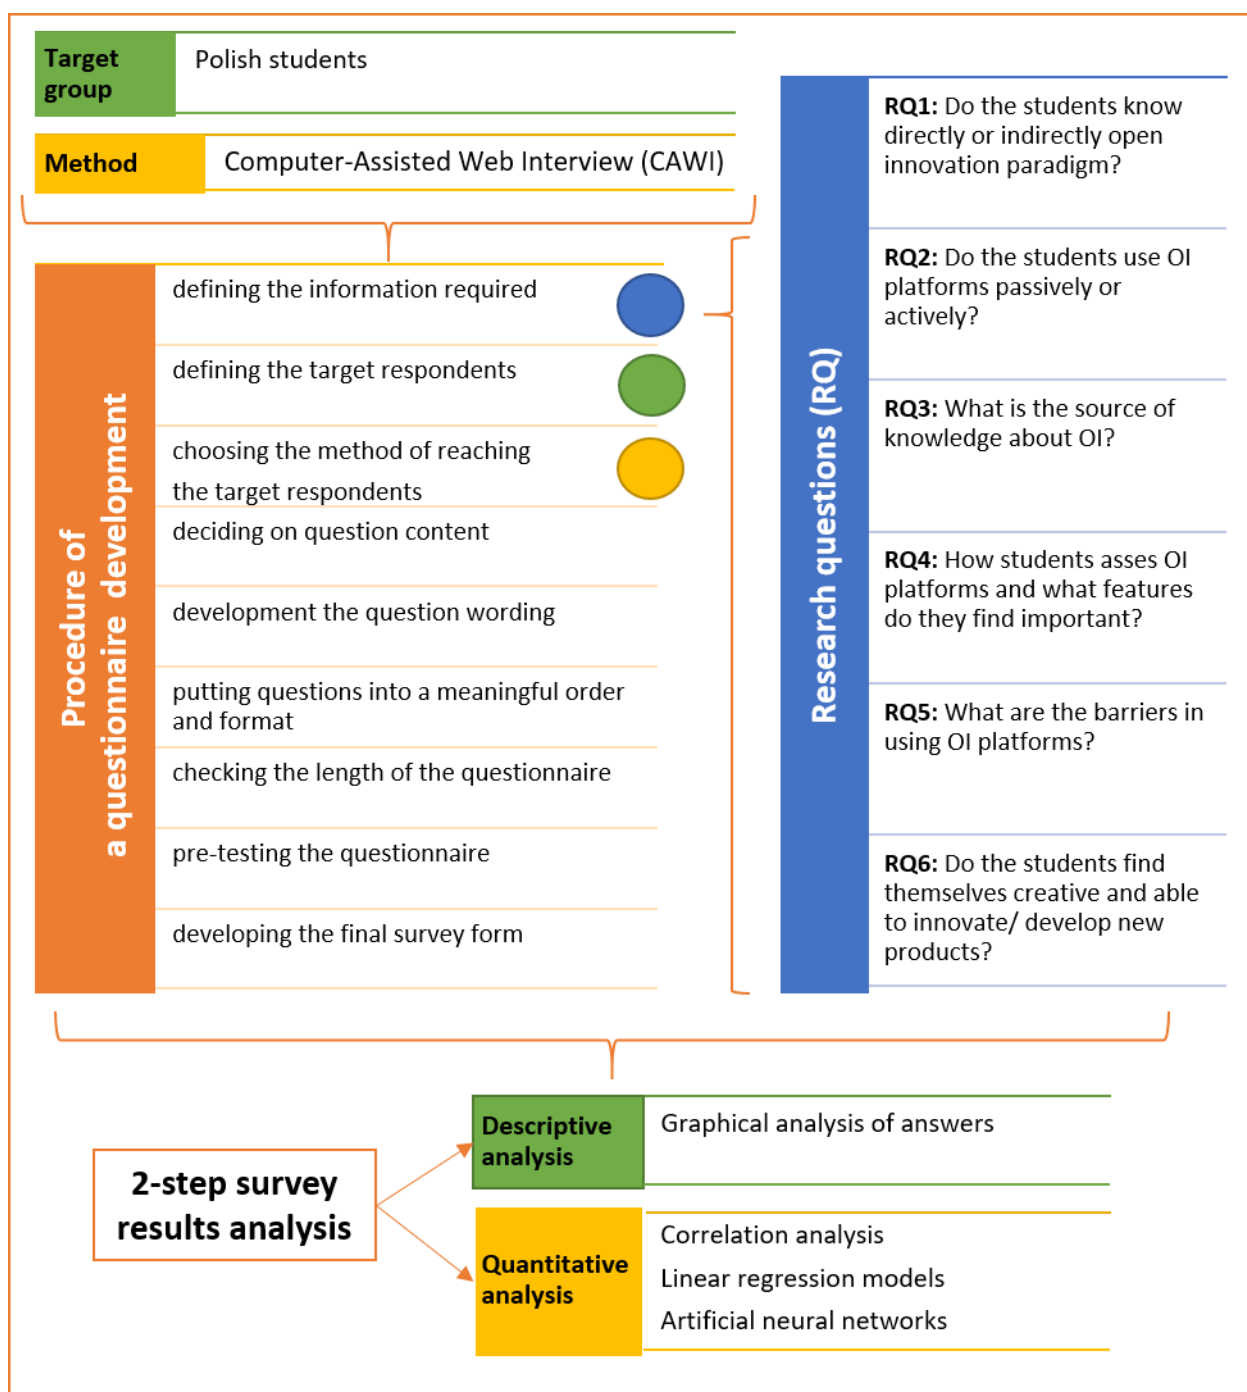 Target
group
Polish students
Method
Computer-Assisted Web Interview (CAWI)
Procedure of
a questionnaire development
defining the information required
defining the target respondents
choosing the method of reaching
the target respondents
deciding on question content
development the question wording
putting questions into a meaningful order
and format
checking the length of the questionnaire
pre-testing the questionnaire
developing the final survey form
Research questions (RQ)
RQ1: Do the students know
directly or indirectly open
innovation paradigm?
RQ2: Do the students use OI
platforms passively or
actively?
RQ3: What is the source of
knowledge about OI?
RQ4: How students asses OI
platforms and what features
do they find important?
RQ5: What are the barriers in
using OI platforms?
RQ6: Do the students find
themselves creative and able
to innovate/ develop new
products?
2-step survey
results analysis
Descriptive
analysis
Graphical analysis of answers
Quantitative
analysis
Correlation analysis
Linear regression models
Artificial neural networks